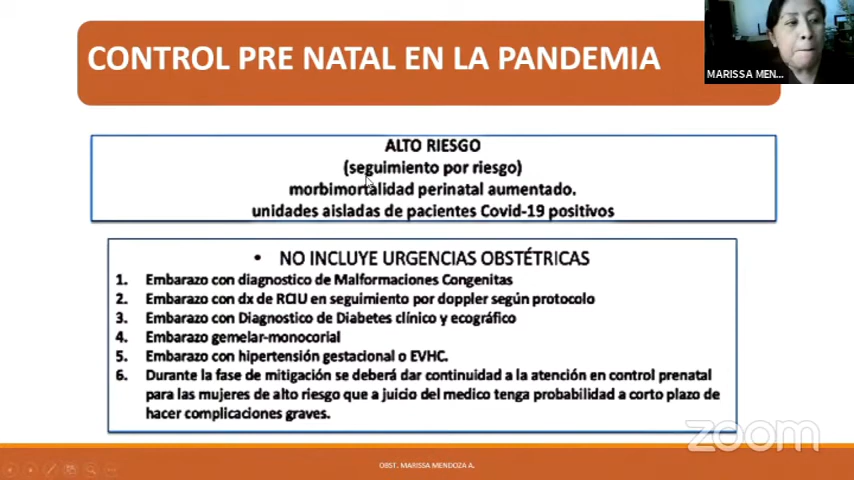 CONTROL PRE NATAL EN LA PANDEMIA
MARISSA MEN...
ALTO RIESGO
(seguimiento por riesgo)
morbimortalidad perinatal aumentado.
unidades aisladas de pacientes Covid-19 positivos
• NO INCLUYE URGENCIAS OBSTÉTRICAS
1. Embarazo con diagnostico de Malformaciones Congenitas
2. Embarazo con dx de RCIU en seguimiento por doppler según protocolo
3. Embarazo con Diagnostico de Diabetes clínico y ecográfico
4. Embarazo gemelar-monocorial
5. Embarazo con hipertensión gestacional o EVHC.
6. Durante la fase de mitigación se deberá dar continuidad a la atención en control prenatal
para las mujeres de alto riesgo que a juicio del medico tenga probabilidad a corto plazo de
hacer complicaciones graves.
zoom
OBST. MARISSA MENDOZA A.